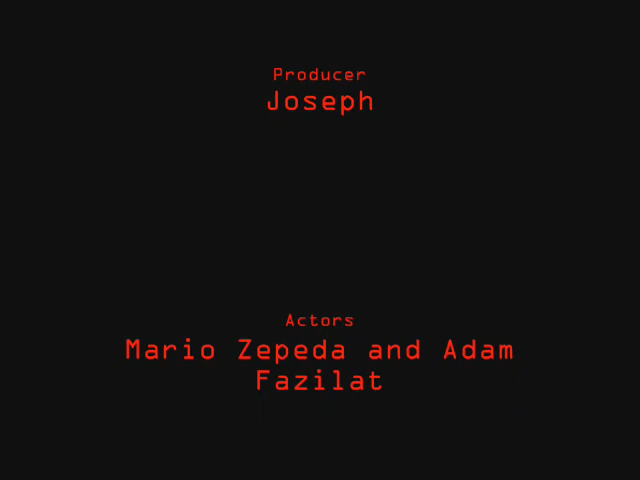 Producer
Joseph
Actors
Mario Zepeda and Adam
Fazilat